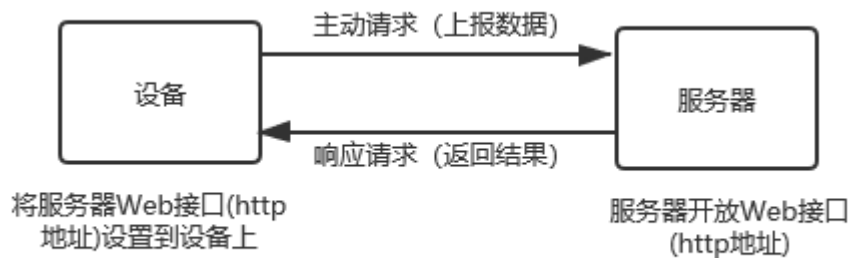 主动请求（上报数据）
设备
服务器
响应请求（返回结果）
将服务器Web接口(http
地址)设置到设备上
服务器开放Web接口
(http地址)